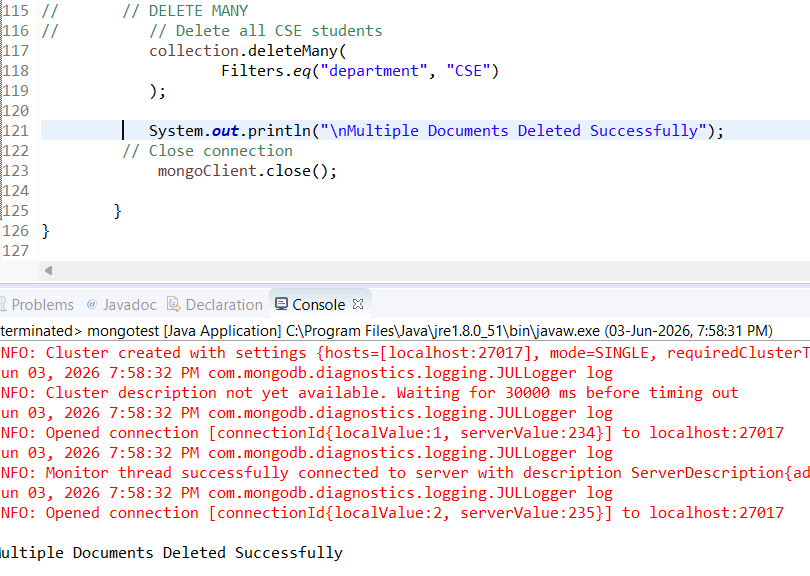 115 //        // DELETE MANY
116 //           // Delete all CSE students
117            collection.deleteMany(
118                    Filters.eq("department", "CSE")
119            );
120
121            System.out.println("\nMultiple Documents Deleted Successfully");
122         // Close connection
123             mongoClient.close();
124
125        }
126 }
127
Problems @ Javadoc Declaration Console
terminated> mongotest [Java Application] C:\Program Files\Java\jre1.8.0_51\bin\javaw.exe (03-Jun-2026, 7:58:31 PM)
NFO: Cluster created with settings {hosts=[localhost:27017], mode=SINGLE, requiredClusterT
un 03, 2026 7:58:32 PM com.mongodb.diagnostics.logging.JULLogger log
NFO: Cluster description not yet available. Waiting for 30000 ms before timing out
un 03, 2026 7:58:32 PM com.mongodb.diagnostics.logging.JULLogger log
NFO: Opened connection [connectionId{localValue:1, serverValue:234}] to localhost:27017
un 03, 2026 7:58:32 PM com.mongodb.diagnostics.logging.JULLogger log
NFO: Monitor thread successfully connected to server with description ServerDescription{ad
un 03, 2026 7:58:32 PM com.mongodb.diagnostics.logging.JULLogger log
NFO: Opened connection [connectionId{localValue:2, serverValue:235}] to localhost:27017
ultiple Documents Deleted Successfully